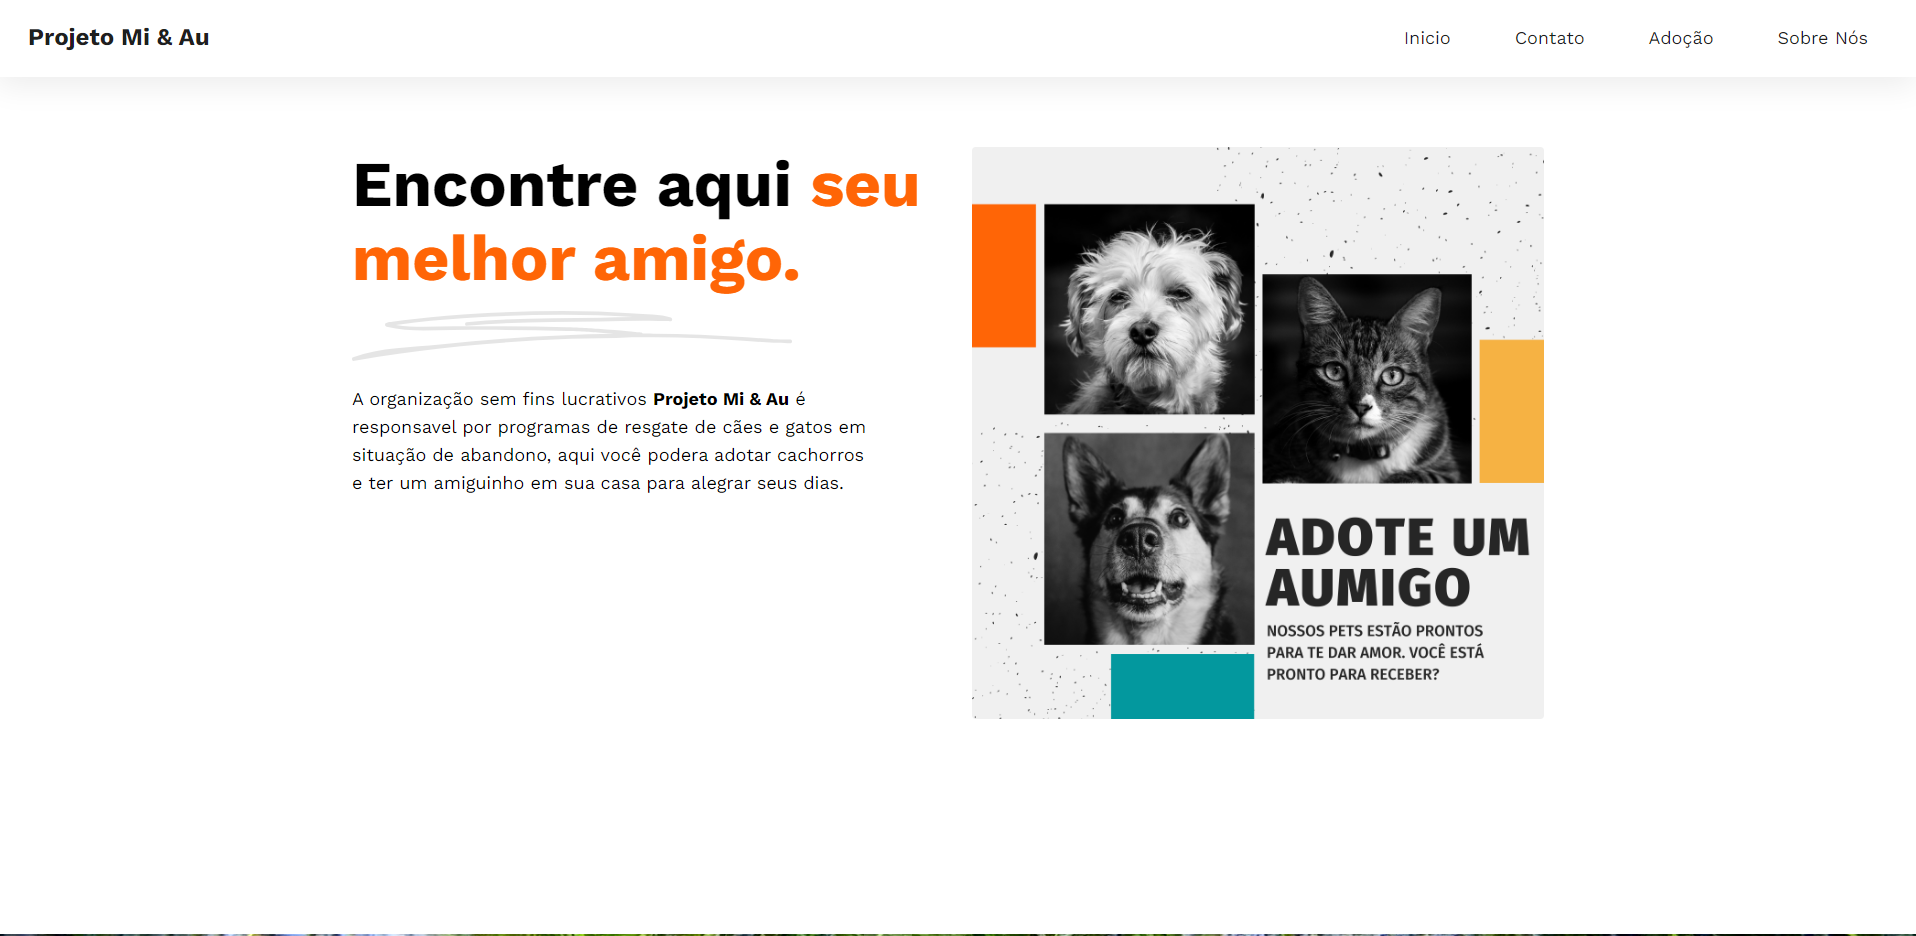 Projeto Mi & Au
Inicio
Contato
Adoção
Sobre Nós
Encontre aqui seu
melhor amigo.
A organização sem fins lucrativos Projeto Mi & Au é
responsavel por programas de resgate de cães e gatos em
situação de abandono, aqui você podera adotar cachorros
e ter um amiguinho em sua casa para alegrar seus dias.
ADOTE UM
AUMIGO
NOSSOS PETS ESTÃO PRONTOS
PARA TE DAR AMOR. VOCÊ ESTÁ
PRONTO PARA RECEBER?